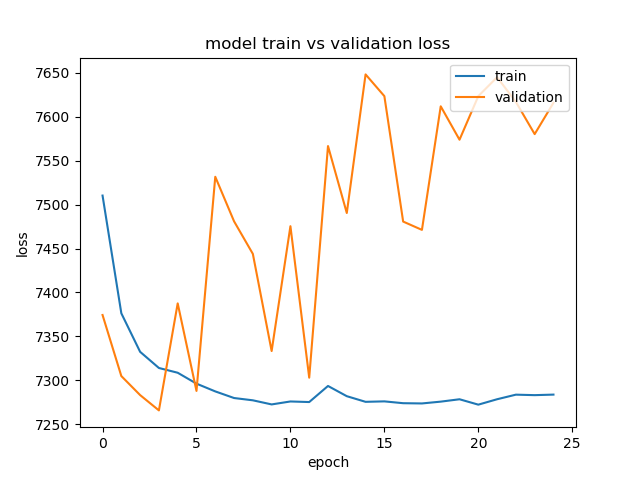 model train vs validation loss
train
validation
7650
7600
7550
7500
7450
7400
7350
7300
7250
loss
0 5 10 15 20 25
epoch